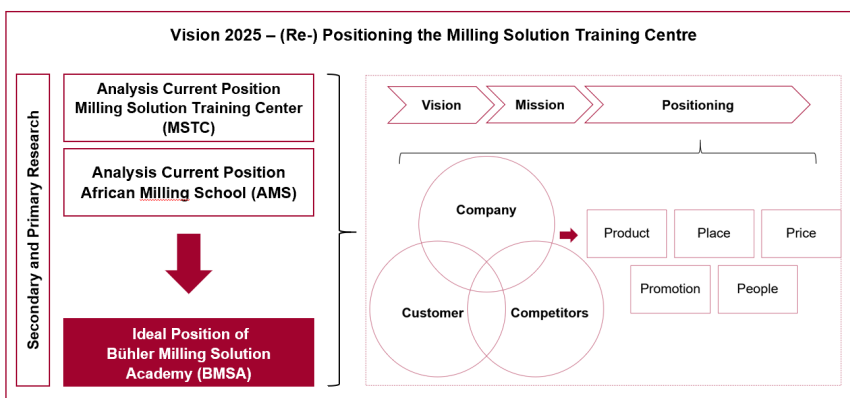 Vision 2025 – (Re-) Positioning the Milling Solution Training Centre
Secondary and Primary Research
Analysis Current Position
Milling Solution Training Center
(MSTC)
Analysis Current Position
African Milling School (AMS)
Ideal Position of
Bühler Milling Solution
Academy (BMSA)
Vision
Mission
Positioning
Company
Customer
Competitors
Product
Place
Price
Promotion
People